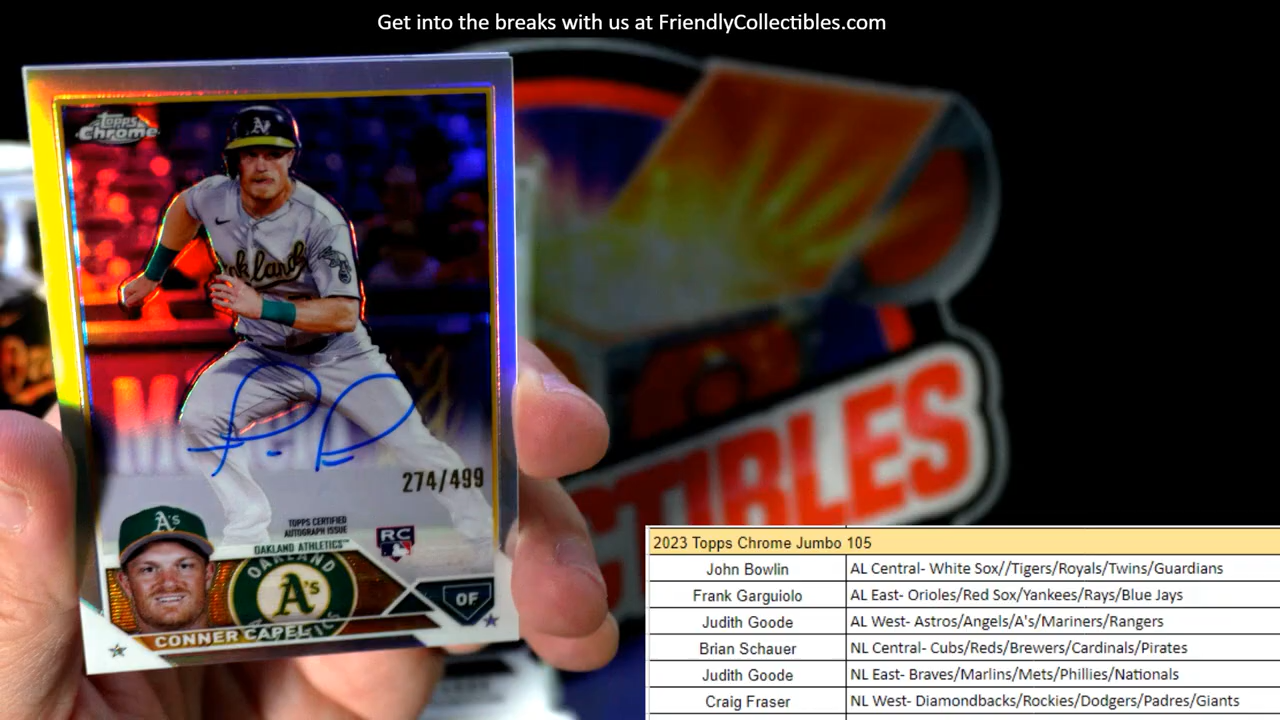 Get into the breaks with us at FriendlyCollectibles.com
Topps
Chrome
A's
Oakland
274/499
TOPPS CERTIFIED
AUTOGRAPH ISSUE
RC
OAKLAND ATHLETICS™
A's
OAKLAND
A's
OF
CONNER CAPEL
CTIBLES
2023 Topps Chrome Jumbo 105
John Bowlin AL Central- White Sox//Tigers/Royals/Twins/Guardians
Frank Garguiolo AL East- Orioles/Red Sox/Yankees/Rays/Blue Jays
Judith Goode AL West- Astros/Angels/A's/Mariners/Rangers
Brian Schauer NL Central- Cubs/Reds/Brewers/Cardinals/Pirates
Judith Goode NL East- Braves/Marlins/Mets/Phillies/Nationals
Craig Fraser NL West- Diamondbacks/Rockies/Dodgers/Padres/Giants